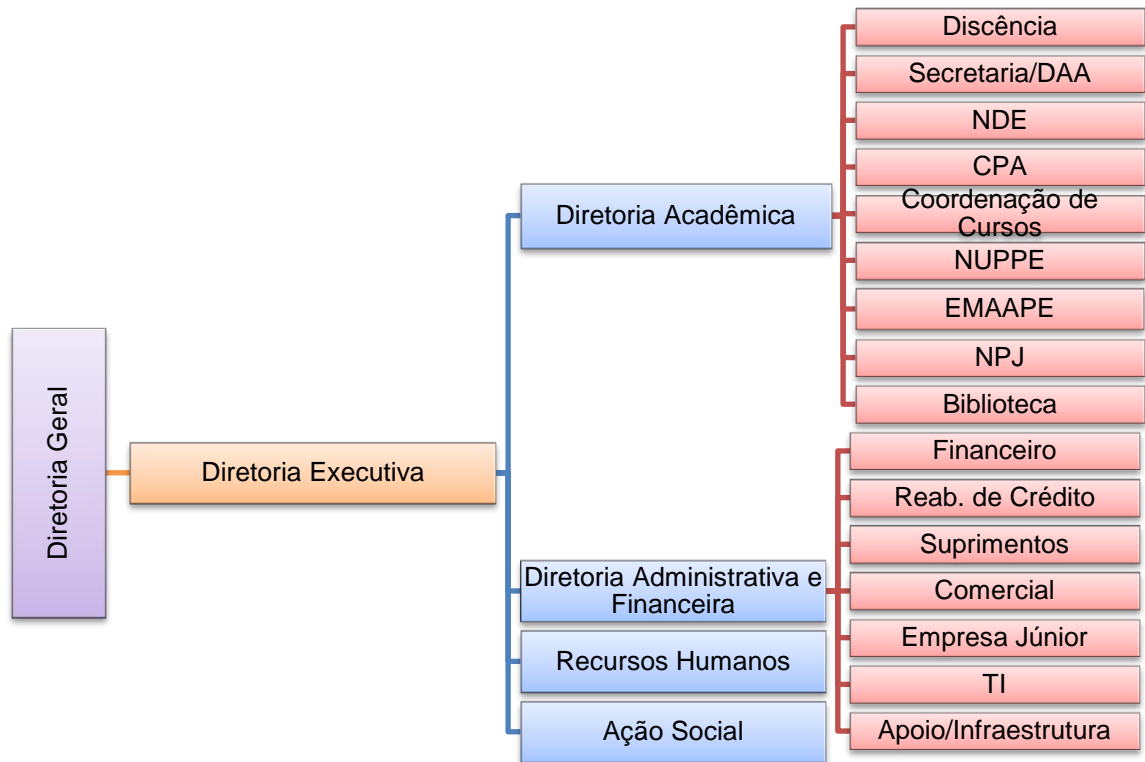 Diretoria Geral
Diretoria Executiva
Diretoria Acadêmica
Discência
Secretaria/DAA
NDE
CPA
Coordenação de
Cursos
NUPPE
EMAAPE
NPJ
Biblioteca
Diretoria Administrativa e
Financeira
Financeiro
Reab. de Crédito
Suprimentos
Comercial
Empresa Júnior
TI
Apoio/Infraestrutura
Recursos Humanos
Ação Social